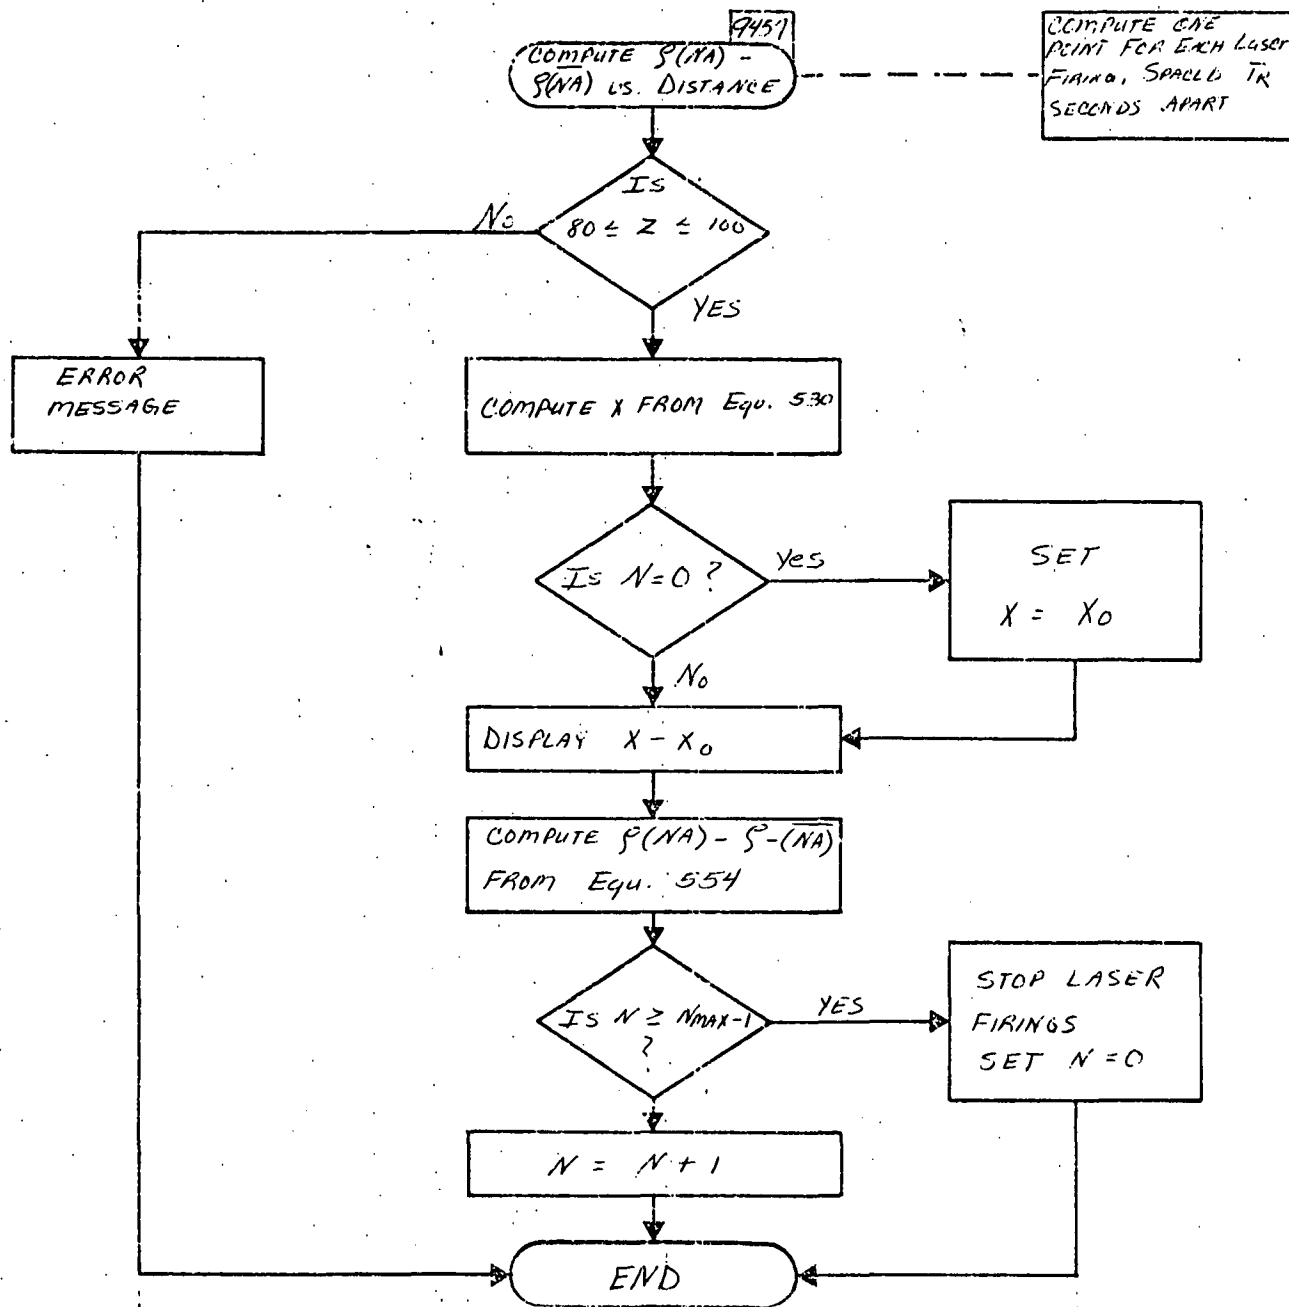 9457
COMPUTE ρ(NA) -
ρ(N̅A̅) vs. DISTANCE
COMPUTE ONE
POINT FOR EACH LASER
FIRING, SPACED TR
SECONDS APART
Is
80 ≤ Z ≤ 100
No
YES
ERROR
MESSAGE
COMPUTE X FROM Equ. 530
Is N=0 ?
Yes
SET
X = X0
No
DISPLAY X - X0
COMPUTE ρ(NA) - ρ-(N̅A̅)
FROM Equ. 554
Is N ≥ NMAX-1
?
YES
STOP LASER
FIRINGS
SET N = 0
N = N + 1
END